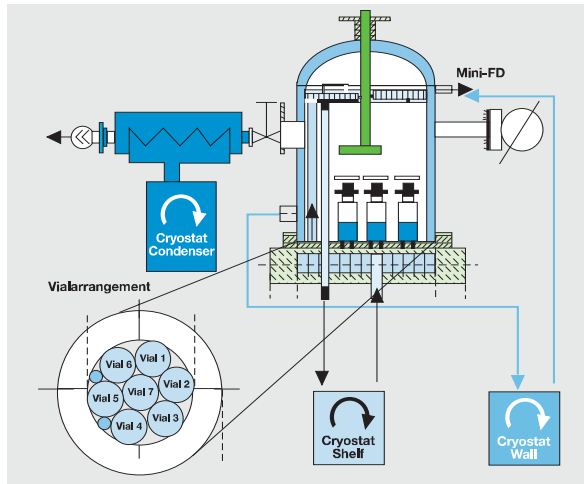 Mini-FD
Cryostat
Condenser
Vialarrangement
Vial 6
Vial 1
Vial 5
Vial 7
Vial 2
Vial 4
Vial 3
Cryostat
Shelf
Cryostat
Wall